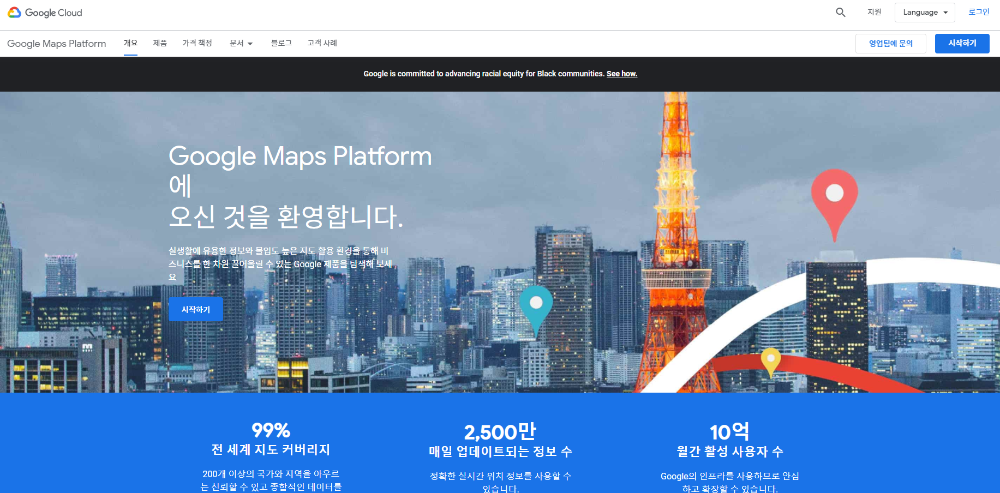 Google Cloud
지원
Language
로그인
Google Maps Platform
개요
제품
가격 책정
문서
블로그
고객 사례
영업팀에 문의
시작하기
Google is committed to advancing racial equity for Black communities. See how.
Google Maps Platform
에
오신 것을 환영합니다.
실생활에 유용한 정보와 몰입도 높은 지도 활용 환경을 통해 비
즈니스를 한 차원 끌어올릴 수 있는 Google 제품을 탐색해 보세
요
시작하기
99%
전 세계 지도 커버리지
200개 이상의 국가와 지역을 아우르
는 신뢰할 수 있고 종합적인 데이터를
2,500만
매일 업데이트되는 정보 수
정확한 실시간 위치 정보를 사용할 수
있습니다.
10억
월간 활성 사용자 수
Google의 인프라를 사용하므로 안심
하고 확장할 수 있습니다.